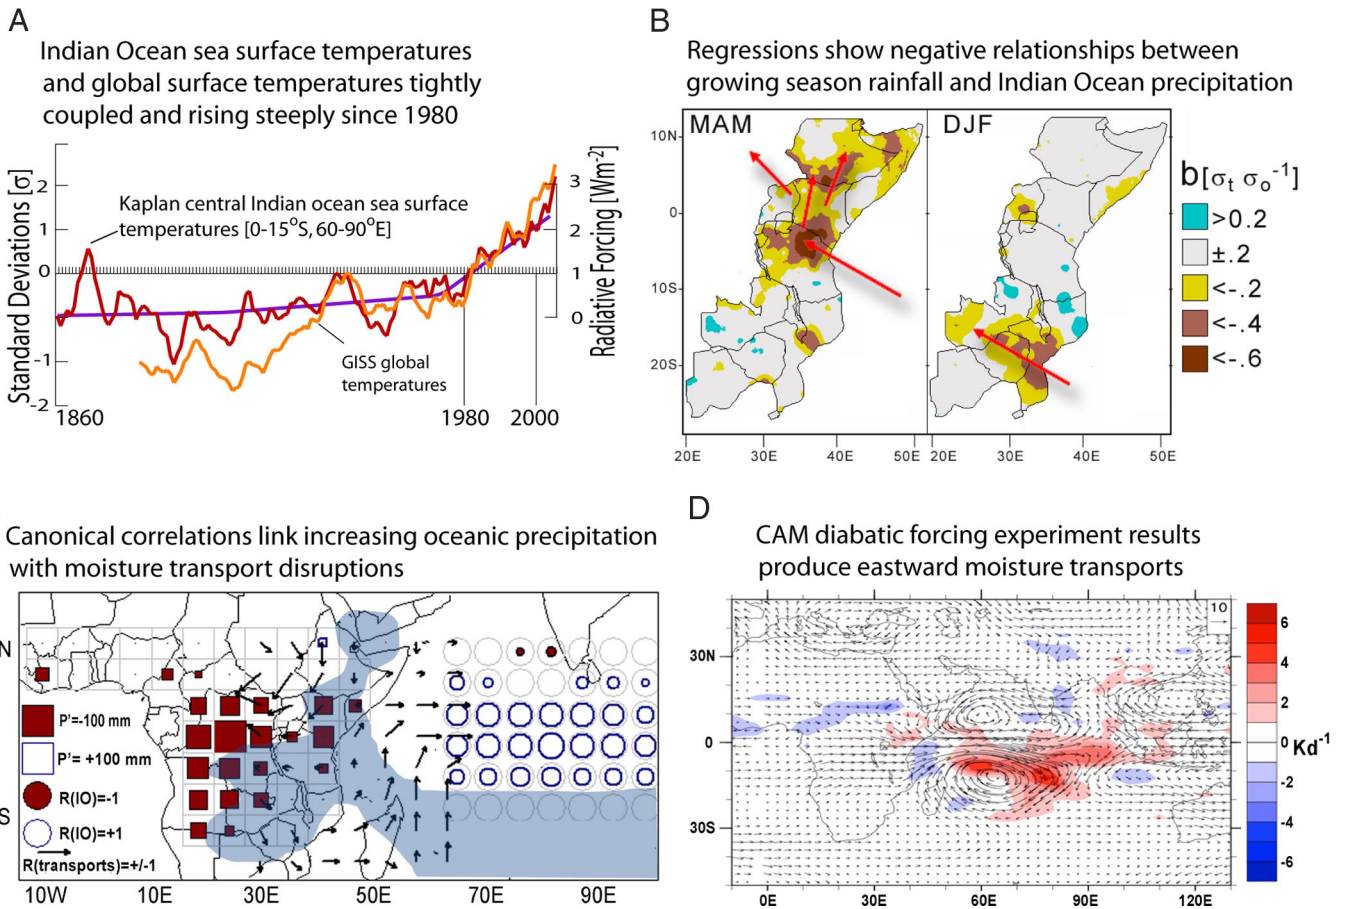 A
Indian Ocean sea surface temperatures
and global surface temperatures tightly
coupled and rising steeply since 1980
Standard Deviations [σ]
2
1
0
-1
-2
Kaplan central Indian ocean sea surface
temperatures [0-15°S, 60-90°E]
GISS global
temperatures
3
2
1
0
Radiative Forcing [Wm-2]
1860
1980
2000
B
Regressions show negative relationships between
growing season rainfall and Indian Ocean precipitation
MAM
DJF
10N
0
10S
20S
20E
30E
40E
50E
20E
30E
40E
50E
b[σt σo-1]
>0.2
±.2
<-.2
<-.4
<-.6
Canonical correlations link increasing oceanic precipitation
with moisture transport disruptions
N
S
P'=-100 mm
P'= +100 mm
R(IO)=-1
R(IO)=+1
R(transports)=+/-1
10W
10E
30E
50E
70E
90E
D
CAM diabatic forcing experiment results
produce eastward moisture transports
10
30N
0
30S
0E
30E
60E
90E
120E
6
4
2
0
-2
-4
-6
Kd-1